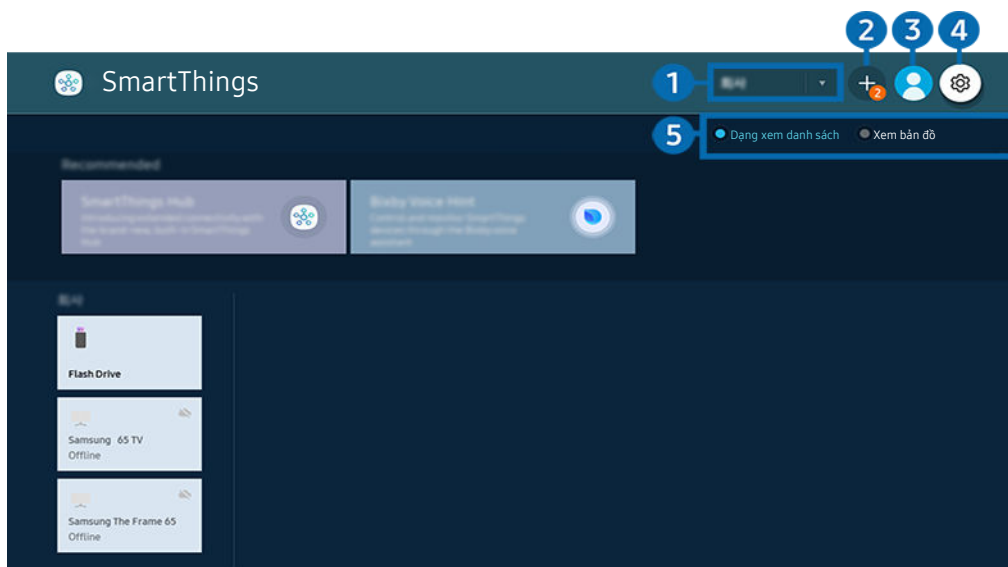 2 3 4
SmartThings
1
2
5
Dạng xem danh sách
Xem bản đồ
Recommended
SmartThings Hub
Bixby Voice Hint
Flash Drive
Samsung 65 TV
Offline
Samsung The Frame 65
Offline